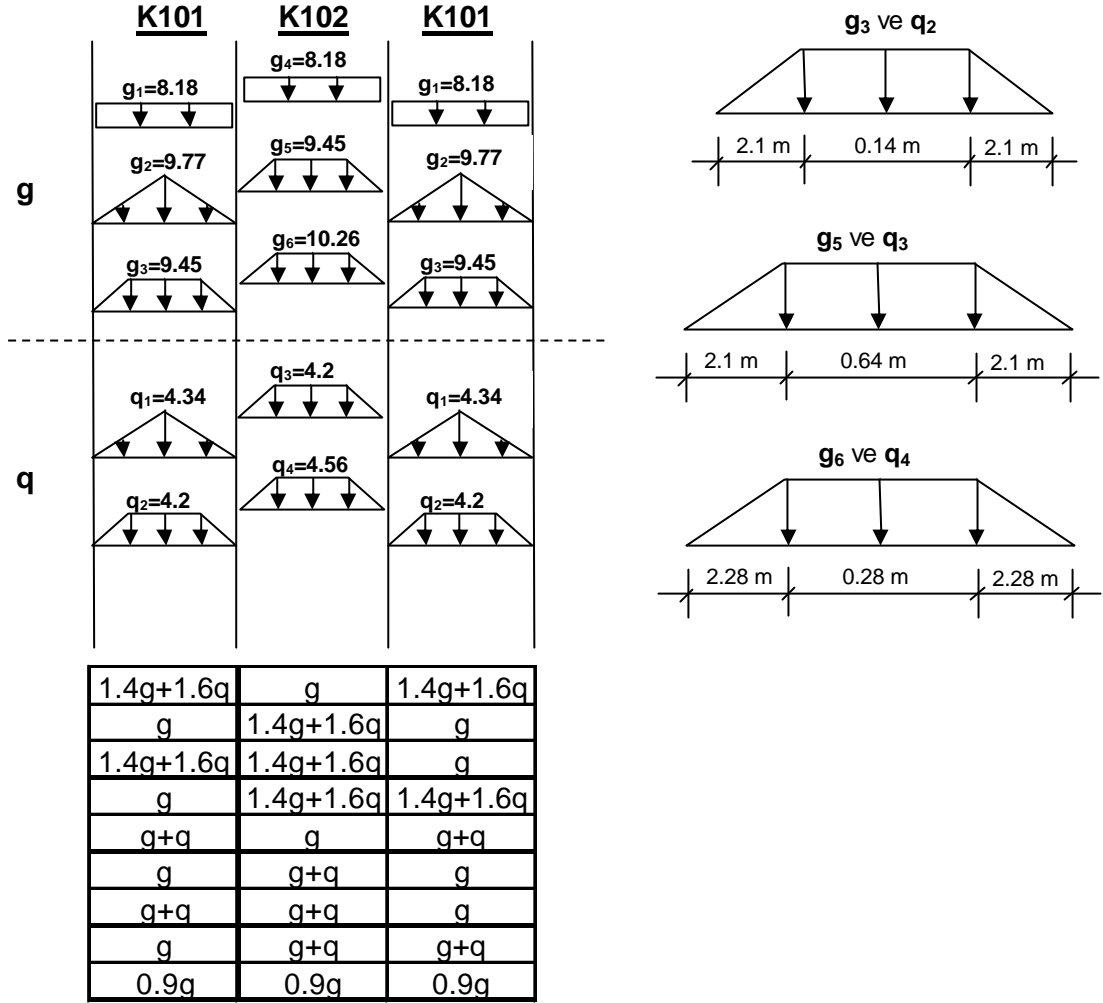 K101 K102 K101
g4=8.18
g1=8.18 g1=8.18
g5=9.45
g2=9.77 g2=9.77
g
g6=10.26
g3=9.45 g3=9.45
q3=4.2
q1=4.34 q1=4.34
q4=4.56
q
q2=4.2 q2=4.2
g3 ve q2
2.1 m 0.14 m 2.1 m
g5 ve q3
2.1 m 0.64 m 2.1 m
g6 ve q4
2.28 m 0.28 m 2.28 m
1.4g+1.6q g 1.4g+1.6q
g 1.4g+1.6q g
1.4g+1.6q 1.4g+1.6q g
g 1.4g+1.6q 1.4g+1.6q
g+q g g+q
g g+q g
g+q g+q g
g g+q g+q
0.9g 0.9g 0.9g